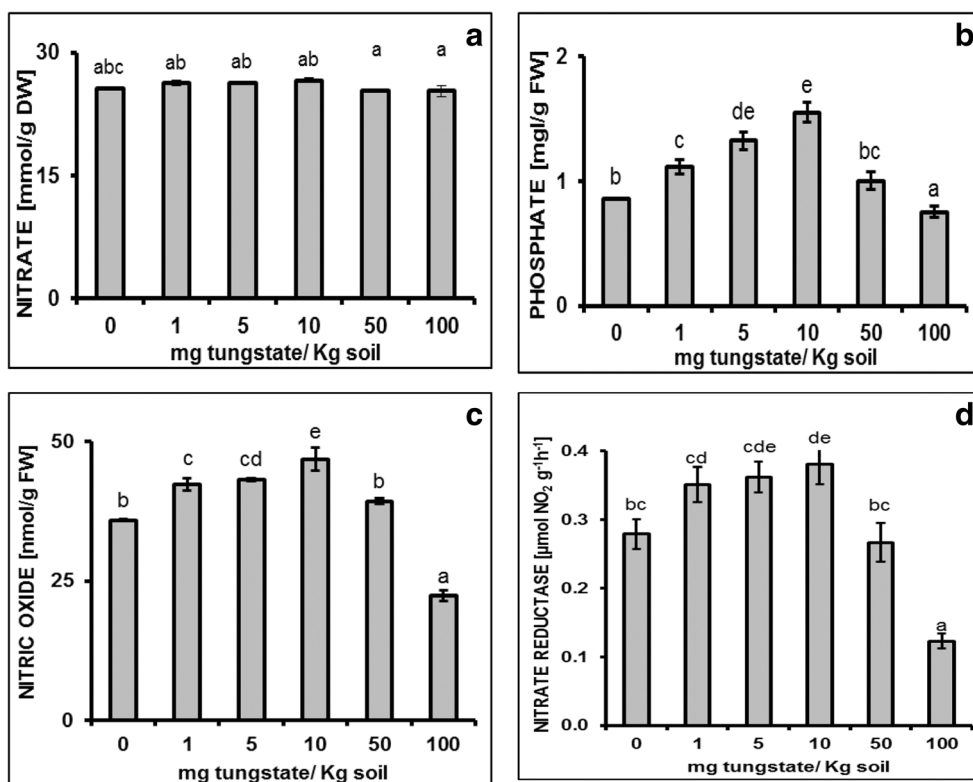 a
NITRATE [mmol/g DW]
30
15
0
abc ab ab ab a a
0 1 5 10 50 100
mg tungstate/ Kg soil
b
PHOSPHATE [mgl/g FW]
2
1
0
b c de e bc a
0 1 5 10 50 100
mg tungstate/ Kg soil
c
NITRIC OXIDE [nmol/g FW]
50
25
0
b c cd e b a
0 1 5 10 50 100
mg tungstate/ Kg soil
d
NITRATE REDUCTASE [µmol NO₂ g⁻¹h⁻¹]
0.4
0.3
0.1
0.0
bc cd cde de bc a
0 1 5 10 50 100
mg tungstate/ Kg soil